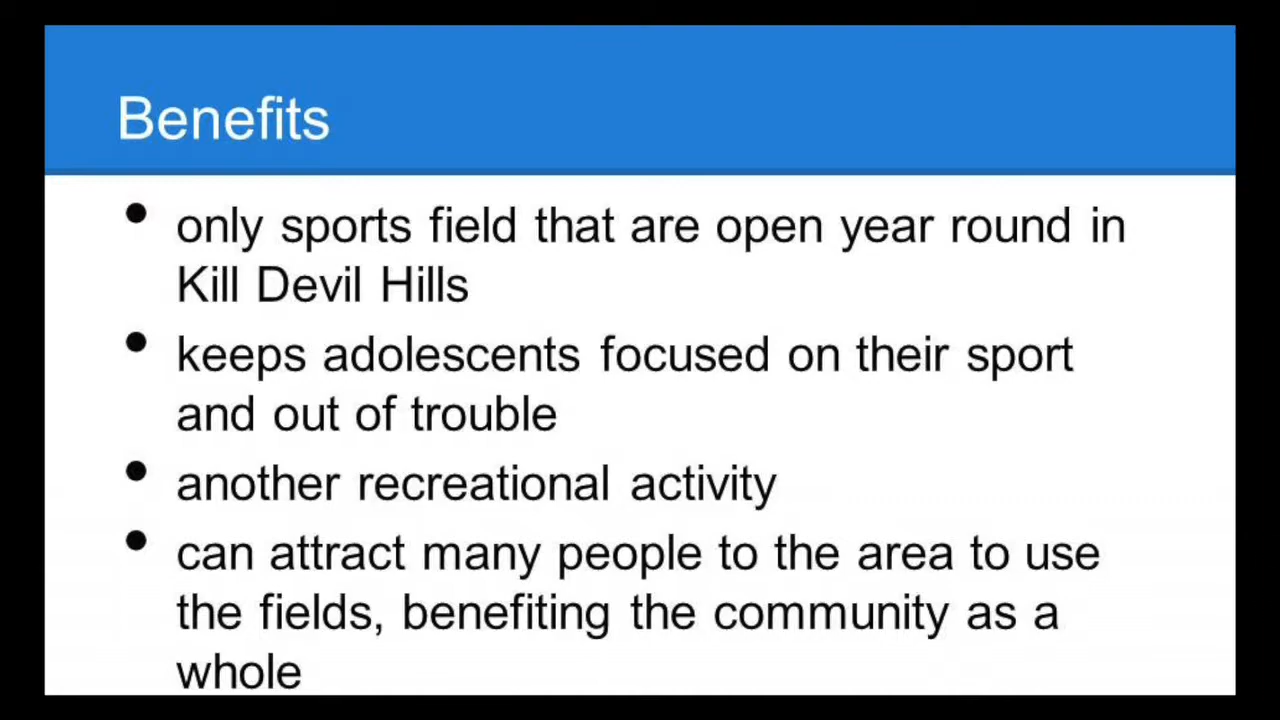 Benefits
• only sports field that are open year round in
Kill Devil Hills
• keeps adolescents focused on their sport
and out of trouble
• another recreational activity
• can attract many people to the area to use
the fields, benefiting the community as a
whole